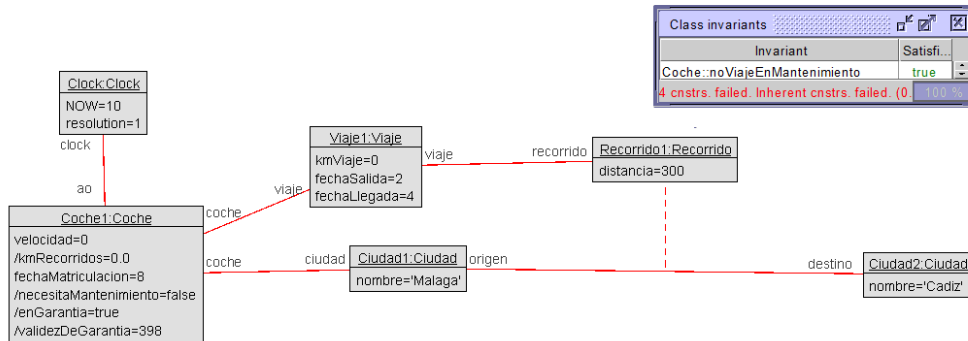 Class invariants
Invariant Satisfi...
Coche::noViajeEnMantenimiento true
4 cnstrs. failed. Inherent cnstrs. failed. (0. 100 %
Clock:Clock
NOW=10
resolution=1
clock
ao
Viaje1:Viaje
kmViaje=0
fechaSalida=2
fechaLlegada=4
viaje
recorrido
Recorrido1:Recorrido
distancia=300
viaje
coche
Coche1:Coche
velocidad=0
/kmRecorridos=0.0
fechaMatriculacion=8
/necesitaMantenimiento=false
/enGarantia=true
/validezDeGarantia=398
coche
ciudad
Ciudad1:Ciudad
nombre='Malaga'
origen
destino
Ciudad2:Ciudad
nombre='Cadiz'